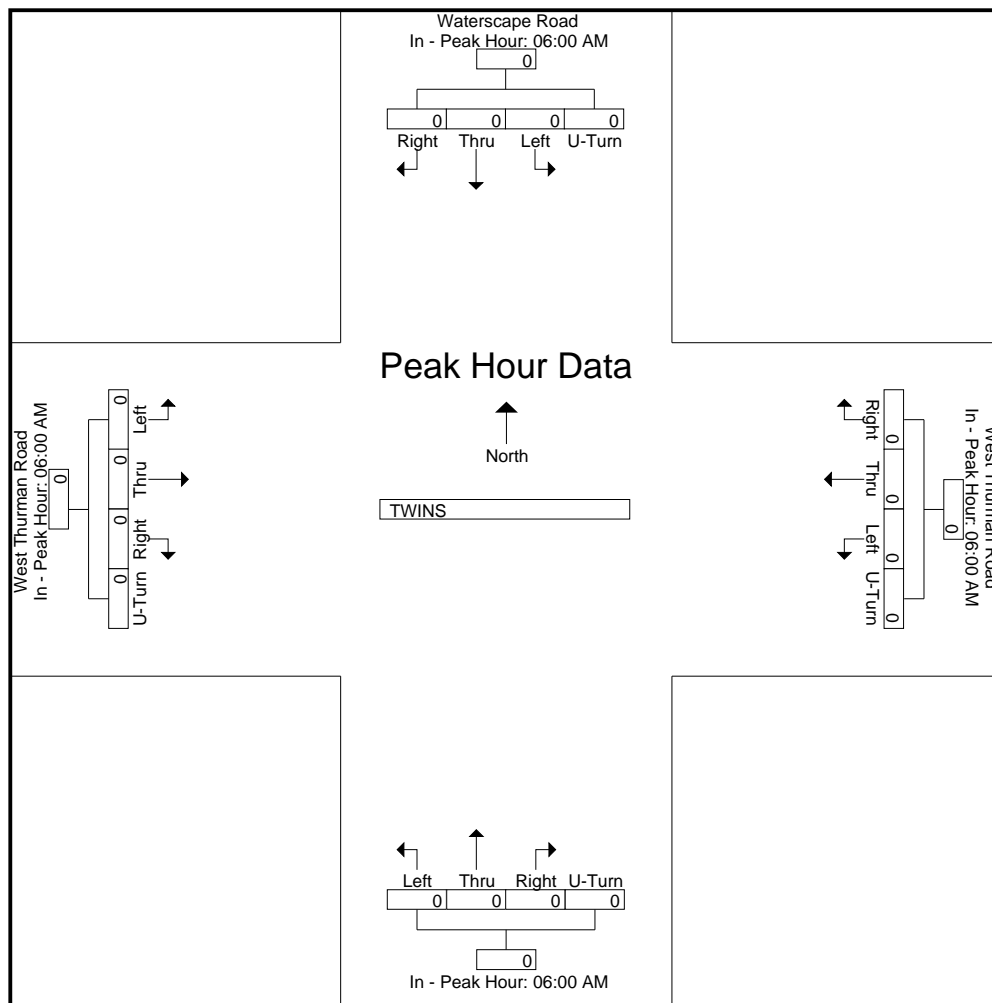 Waterscape Road
In - Peak Hour: 06:00 AM
0
0 0 0 0
Right Thru Left U-Turn
Peak Hour Data
North
TWINS
West Thurman Road
In - Peak Hour: 06:00 AM
0
0 0 0 0
Left Thru Right U-Turn
West Thurman Road
In - Peak Hour: 06:00 AM
0
0 0 0 0
Right Thru Left U-Turn
Left Thru Right U-Turn
0 0 0 0
0
In - Peak Hour: 06:00 AM